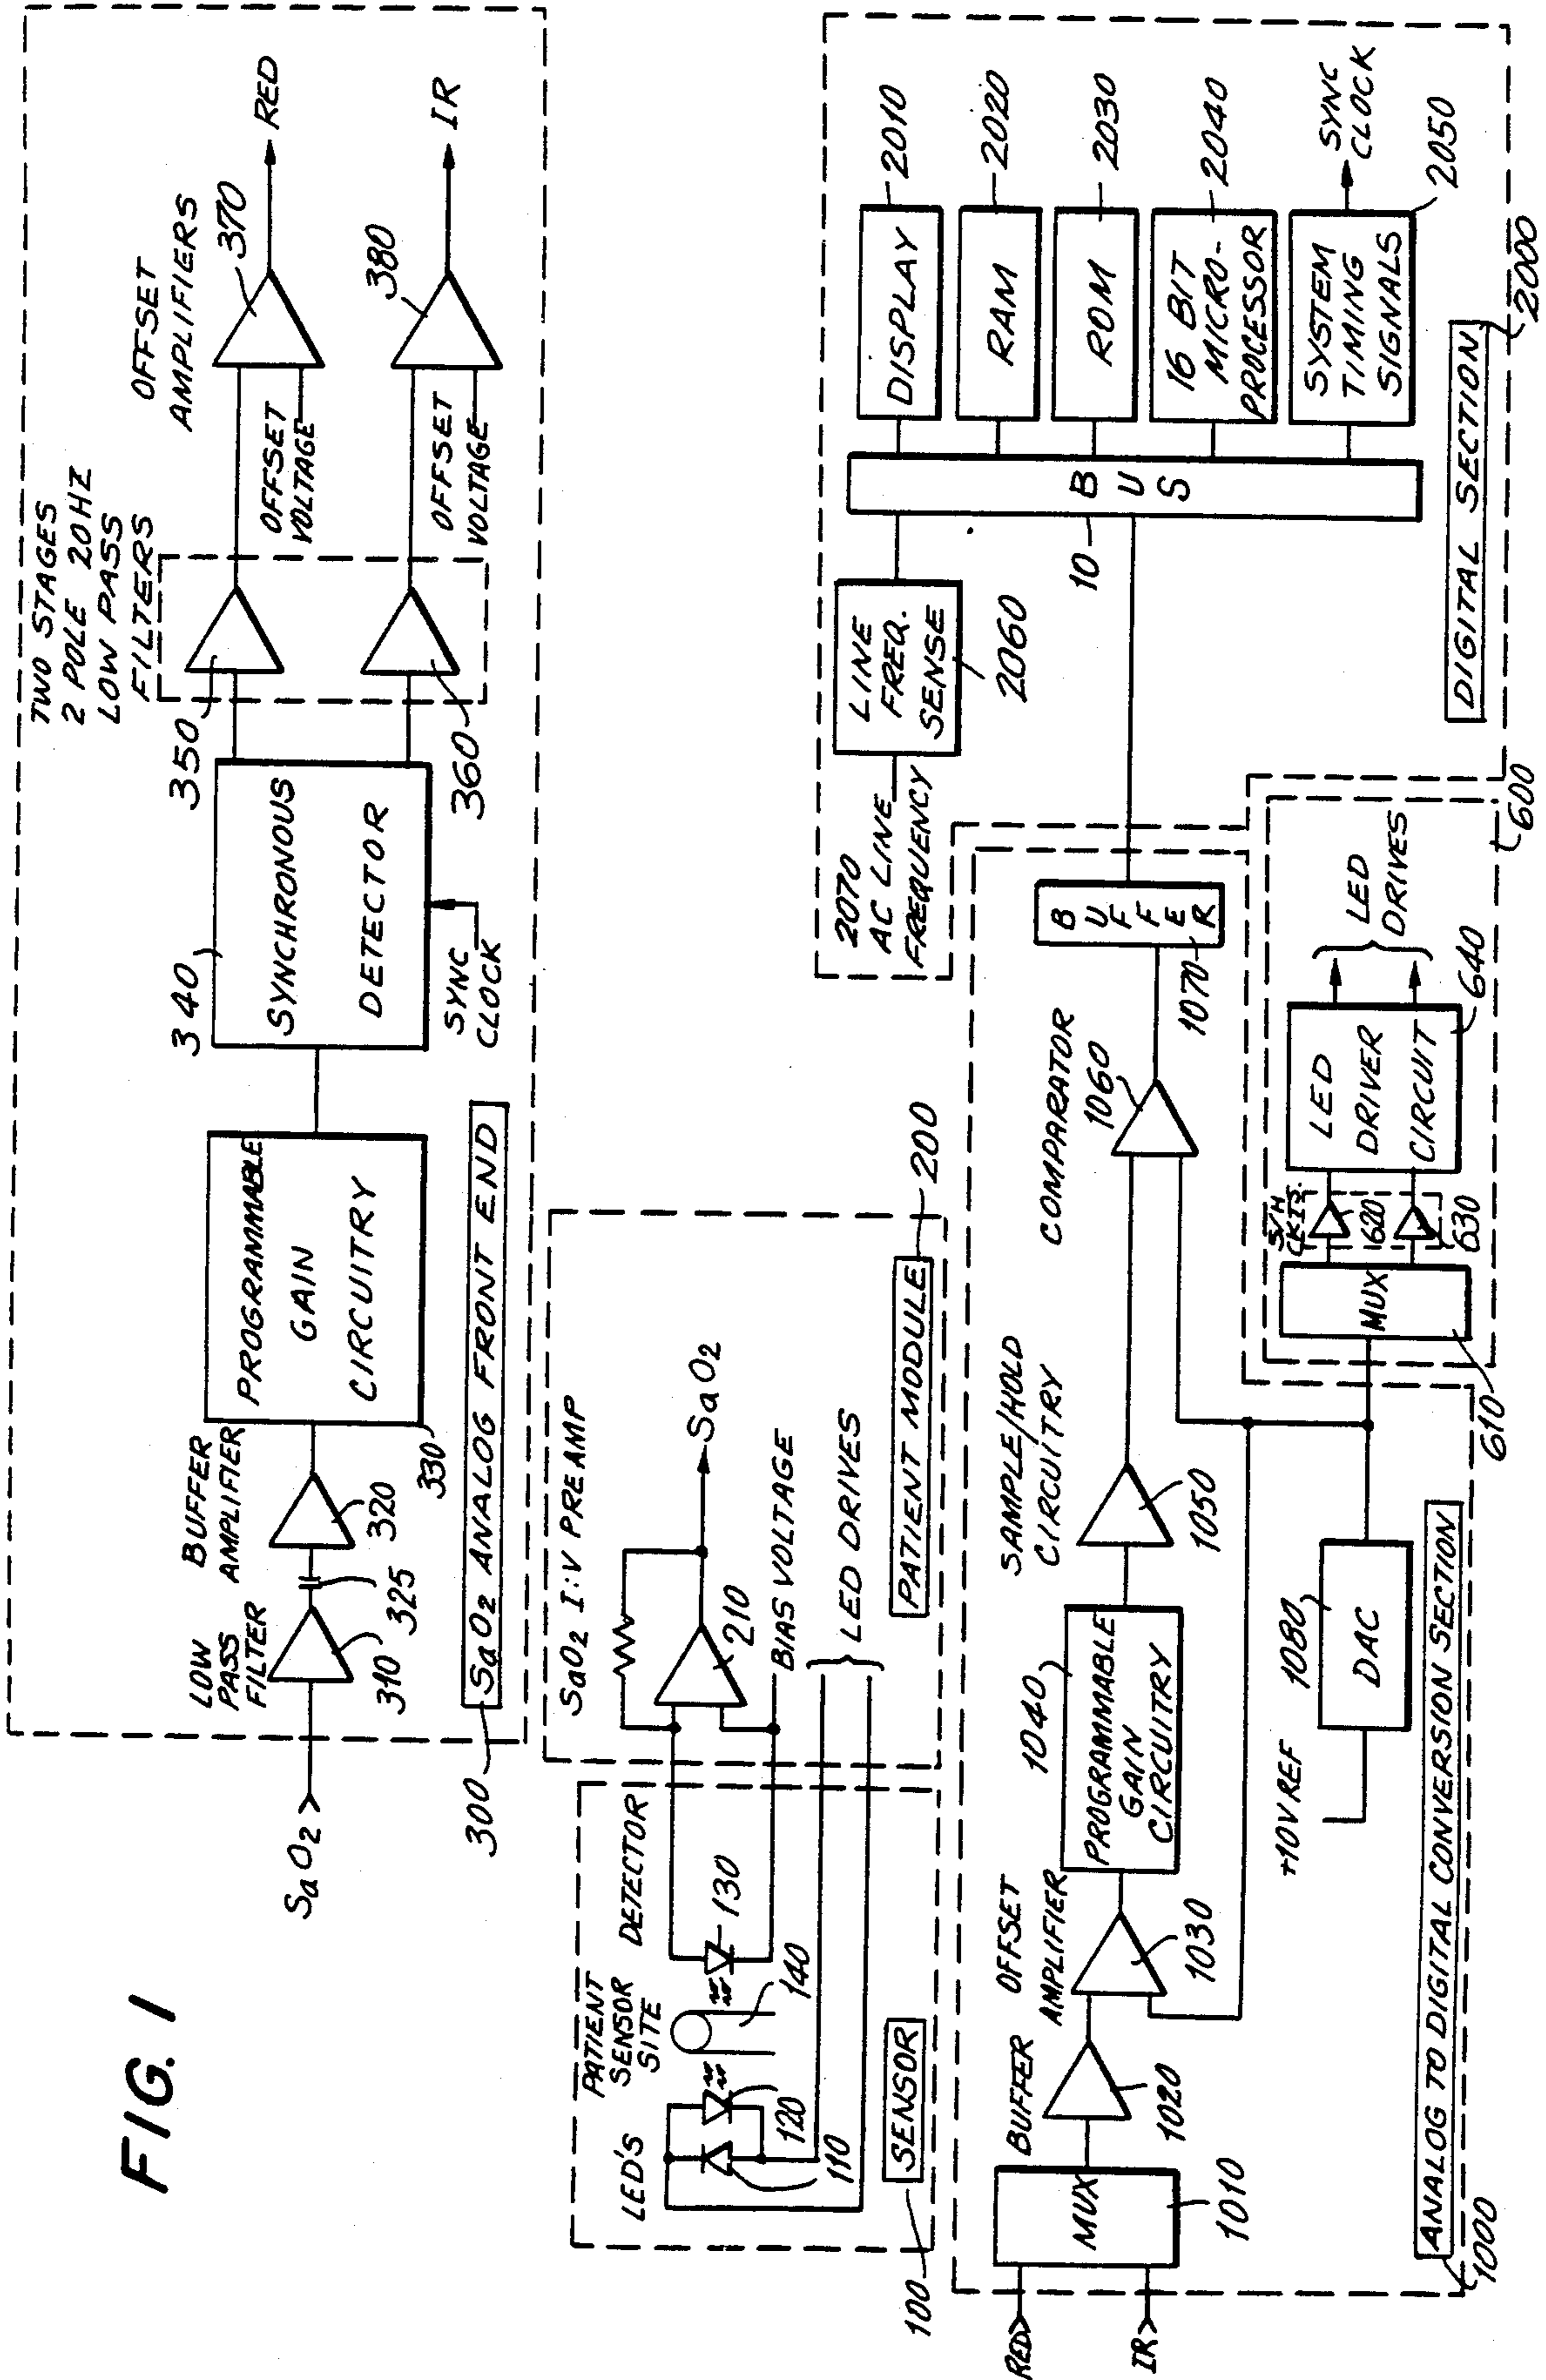 FIG. 1
SaO2
LOW
PASS
FILTER
310
325
BUFFER
AMPLIFIER
320
PROGRAMMABLE
GAIN
CIRCUITRY
330
340
SYNCHRONOUS
DETECTOR
SYNC
CLOCK
TWO STAGES
2 POLE 20HZ
LOW PASS
FILTERS
350
360
OFFSET
AMPLIFIERS
OFFSET
VOLTAGE
370
RED
OFFSET
VOLTAGE
380
IR
300
SaO2 ANALOG FRONT END
LED'S
110
120
PATIENT
SENSOR
SITE
140
DETECTOR
130
SENSOR
100
SaO2 I:V PREAMP
210
SaO2
BIAS VOLTAGE
LED DRIVES
PATIENT MODULE
200
RED
IR
MUX
1010
BUFFER
1020
OFFSET
AMPLIFIER
1030
1040
PROGRAMMABLE
GAIN
CIRCUITRY
SAMPLE/HOLD
CIRCUITRY
1050
COMPARATOR
1060
BUFFER
1070
+10V REF
1080
DAC
ANALOG TO DIGITAL CONVERSION SECTION
1000
MUX
610
S/H
CKTS.
620
630
LED
DRIVER
CIRCUIT
640
LED
DRIVES
600
2070
AC LINE
FREQUENCY
LINE
FREQ.
SENSE
2060
10
BUS
DISPLAY
2010
RAM
2020
ROM
2030
16 BIT
MICRO-
PROCESSOR
2040
SYSTEM
TIMING
SIGNALS
SYNC
CLOCK
2050
DIGITAL SECTION
2000